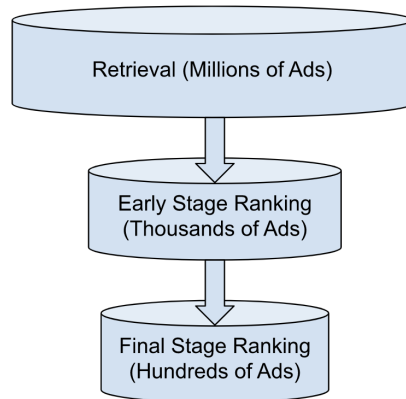 Retrieval (Millions of Ads)
Early Stage Ranking
(Thousands of Ads)
Final Stage Ranking
(Hundreds of Ads)